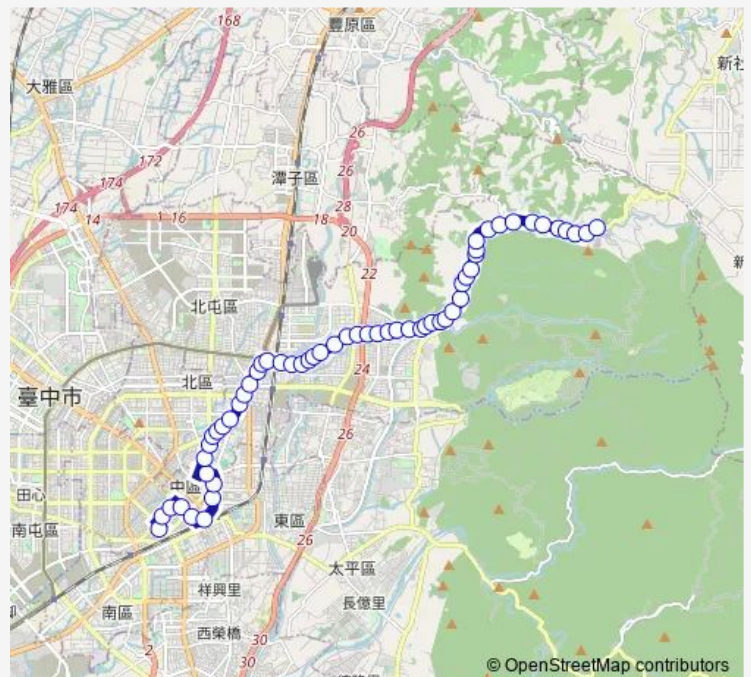 168
豐原區
大雅區
新社
26
172
26
174
潭子區
174
14
1 16
18
28
20
新
22
北屯區
24
北區
臺中市
26
中區
田心
東區
南屯區
26
太平區
祥興里
長億里
南區
西榮橋
30
2
30
© OpenStreetMap contributors